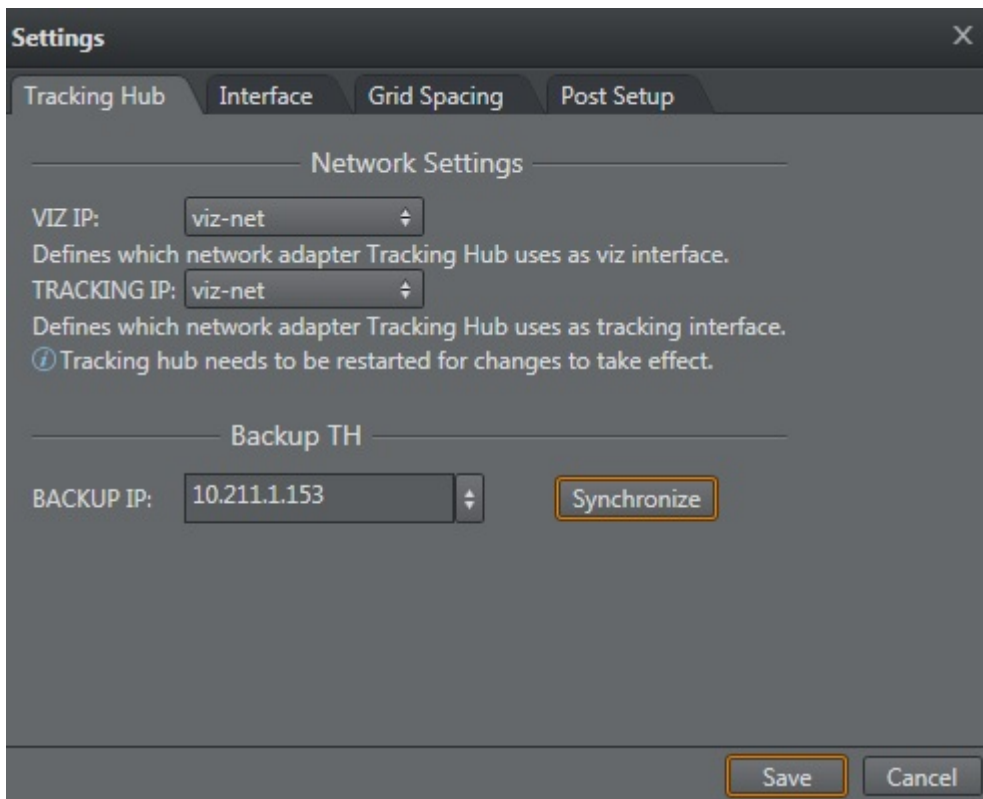 Settings
Tracking Hub Interface Grid Spacing Post Setup
Network Settings
VIZ IP: viz-net
Defines which network adapter Tracking Hub uses as viz interface.
TRACKING IP: viz-net
Defines which network adapter Tracking Hub uses as tracking interface.
Tracking hub needs to be restarted for changes to take effect.
Backup TH
BACKUP IP: 10.211.1.153 Synchronize
Save Cancel